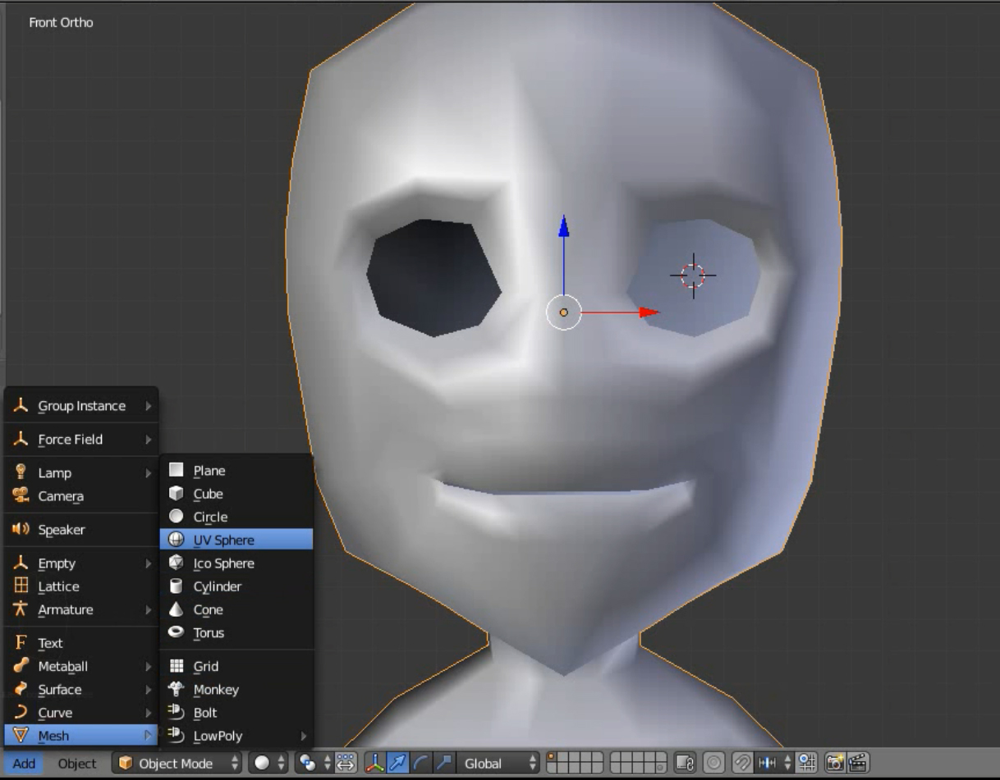 Front Ortho
Group Instance
Force Field
Lamp
Camera
Speaker
Empty
Lattice
Armature
Text
Metaball
Surface
Curve
Mesh
Plane
Cube
Circle
UV Sphere
Ico Sphere
Cylinder
Cone
Torus
Grid
Monkey
Bolt
LowPoly
Add Object Object Mode Global